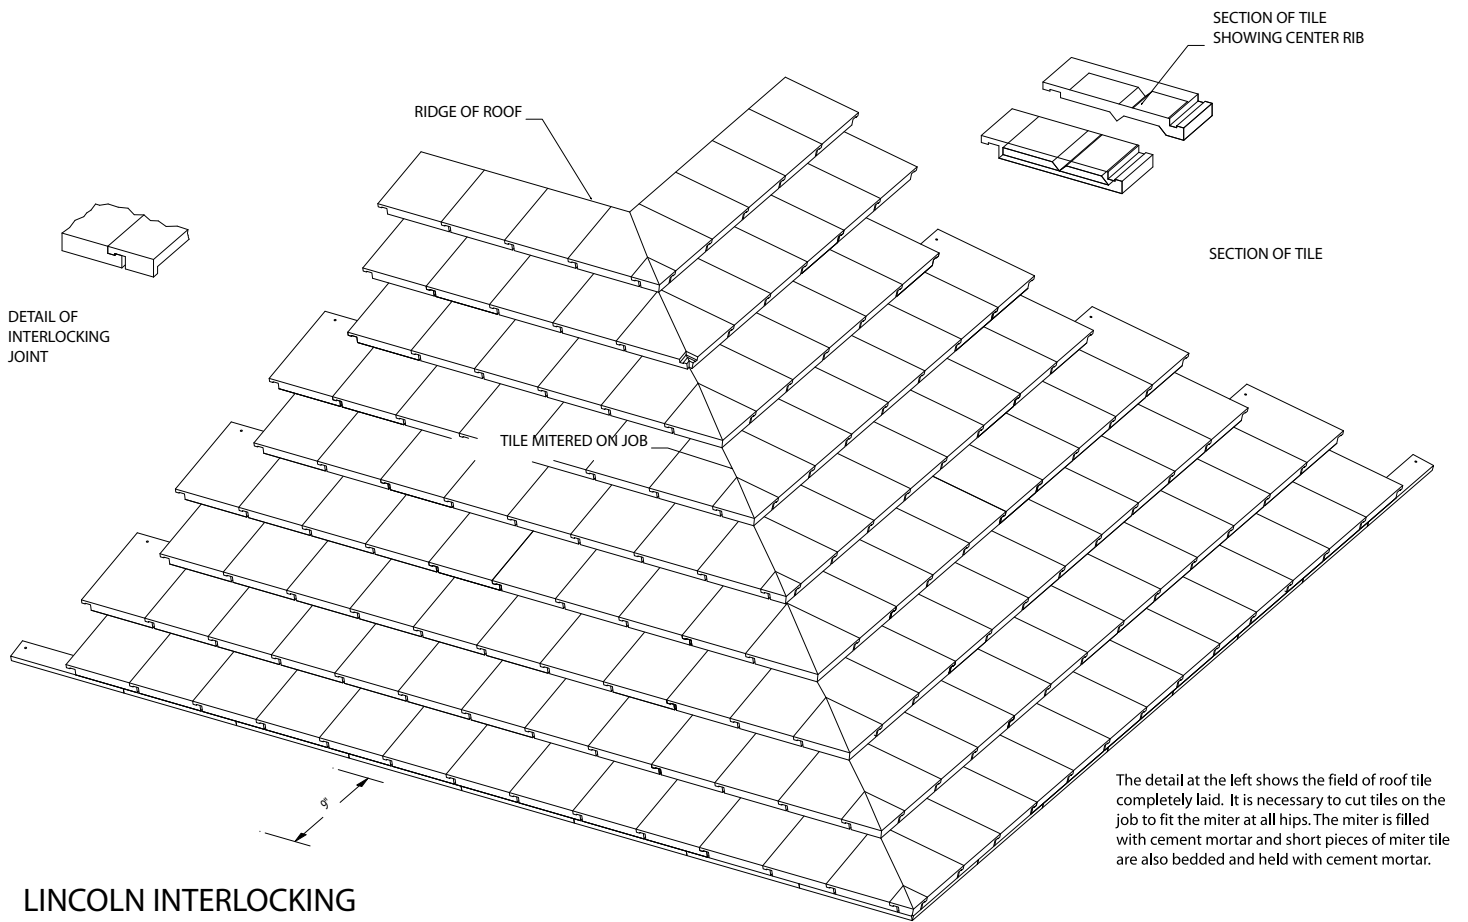 SECTION OF TILE
SHOWING CENTER RIB
RIDGE OF ROOF
SECTION OF TILE
DETAIL OF
INTERLOCKING
JOINT
TILE MITERED ON JOB
9"
The detail at the left shows the field of roof tile
completely laid. It is necessary to cut tiles on the
job to fit the miter at all hips. The miter is filled
with cement mortar and short pieces of miter tile
are also bedded and held with cement mortar.
LINCOLN INTERLOCKING